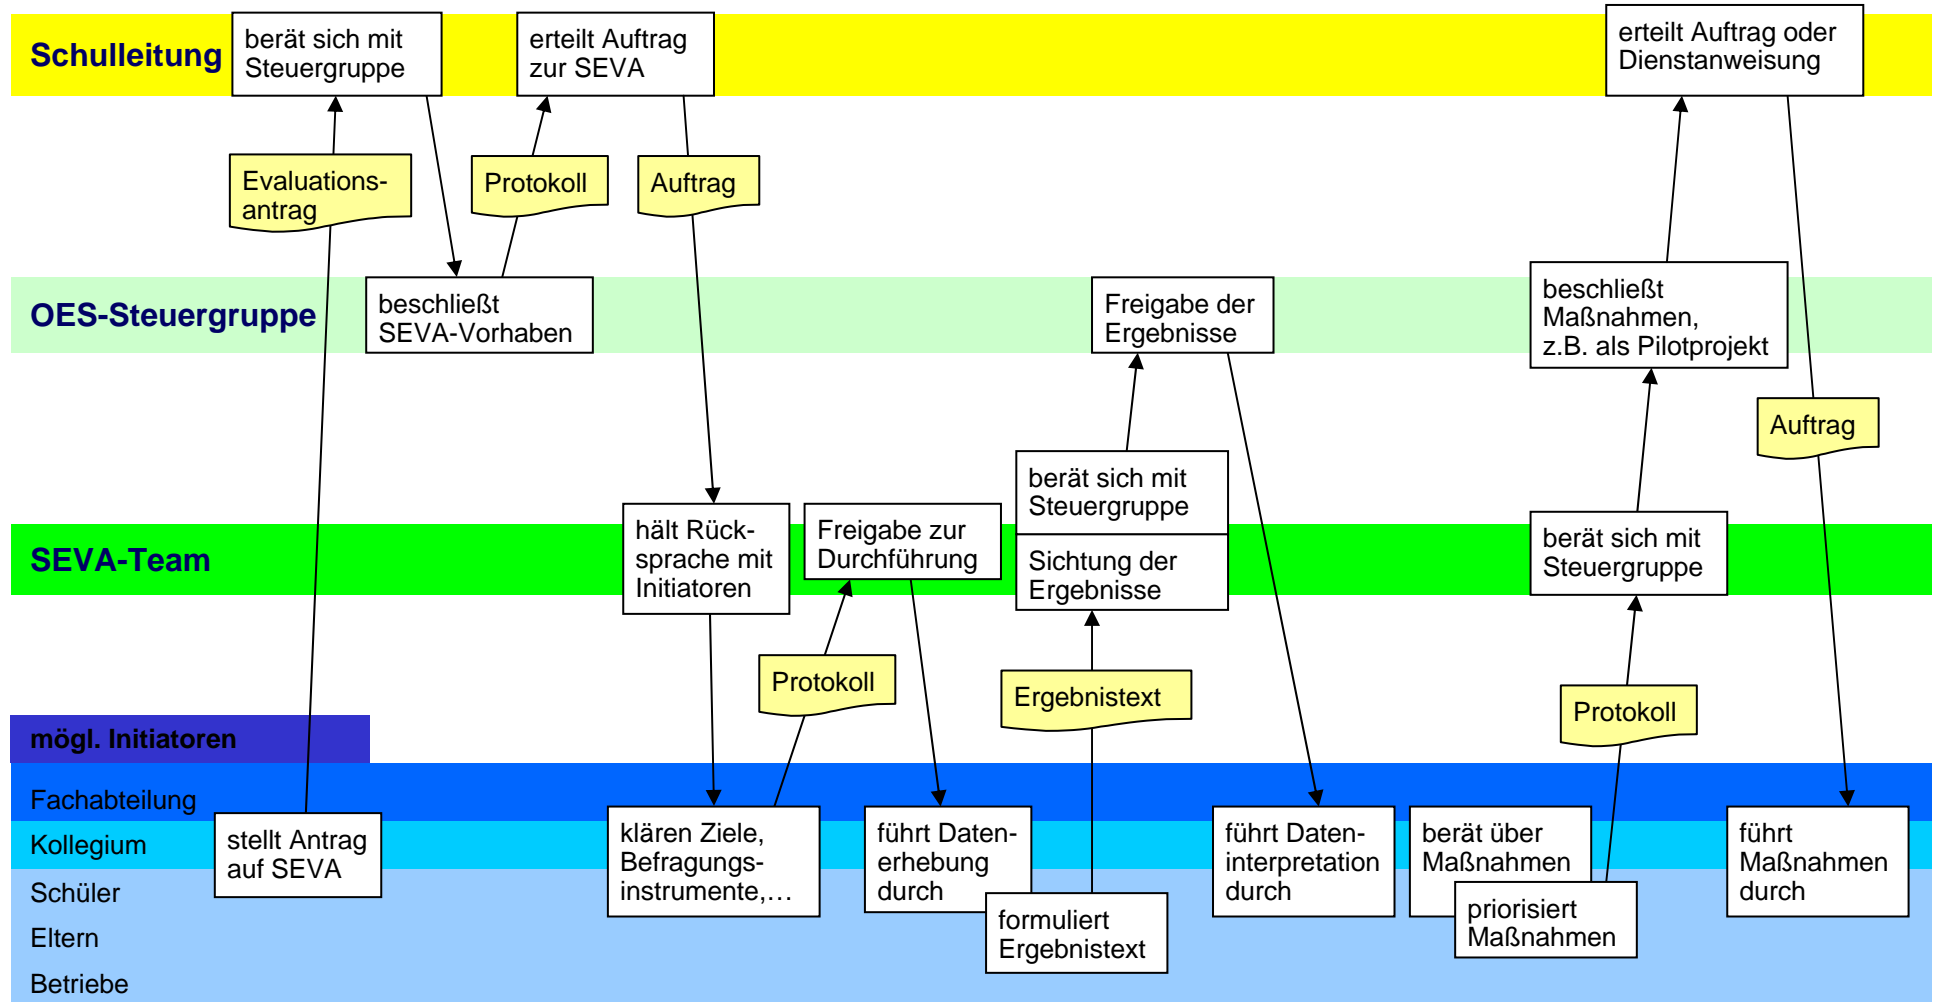 Schulleitung
berät sich mit
Steuergruppe
erteilt Auftrag
zur SEVA
erteilt Auftrag oder
Dienstanweisung
Evaluations-
antrag
Protokoll
Auftrag
OES-Steuergruppe
beschließt
SEVA-Vorhaben
Freigabe der
Ergebnisse
beschließt
Maßnahmen,
z.B. als Pilotprojekt
Auftrag
SEVA-Team
hält Rück-
sprache mit
Initiatoren
Freigabe zur
Durchführung
berät sich mit
Steuergruppe
Sichtung der
Ergebnisse
berät sich mit
Steuergruppe
Protokoll
Ergebnistext
Protokoll
mögl. Initiatoren
Fachabteilung
Kollegium
Schüler
Eltern
Betriebe
stellt Antrag
auf SEVA
klären Ziele,
Befragungs-
instrumente,…
führt Daten-
erhebung
durch
formuliert
Ergebnistext
führt Daten-
interpretation
durch
berät über
Maßnahmen
priorisiert
Maßnahmen
führt
Maßnahmen
durch